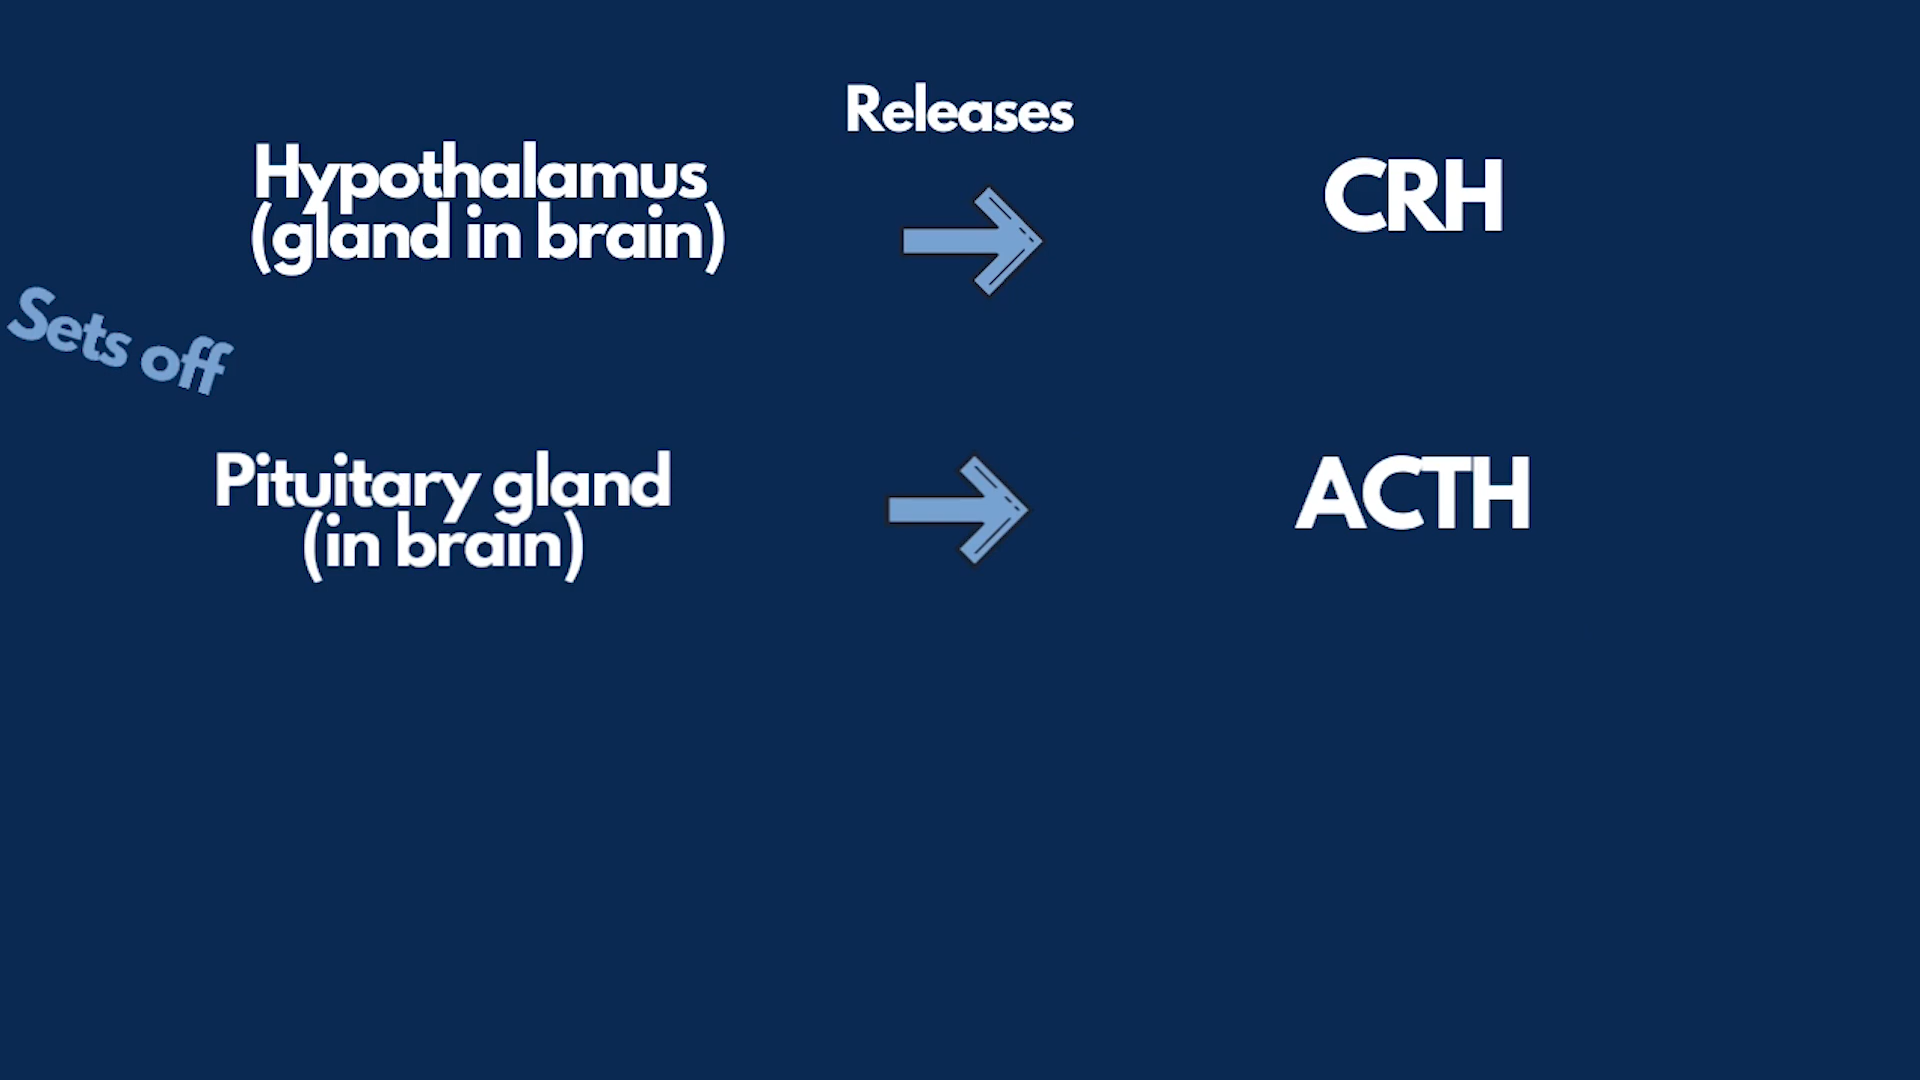 Releases
Hypothalamus
(gland in brain)
CRH
Sets off
Pituitary gland
(in brain)
ACTH